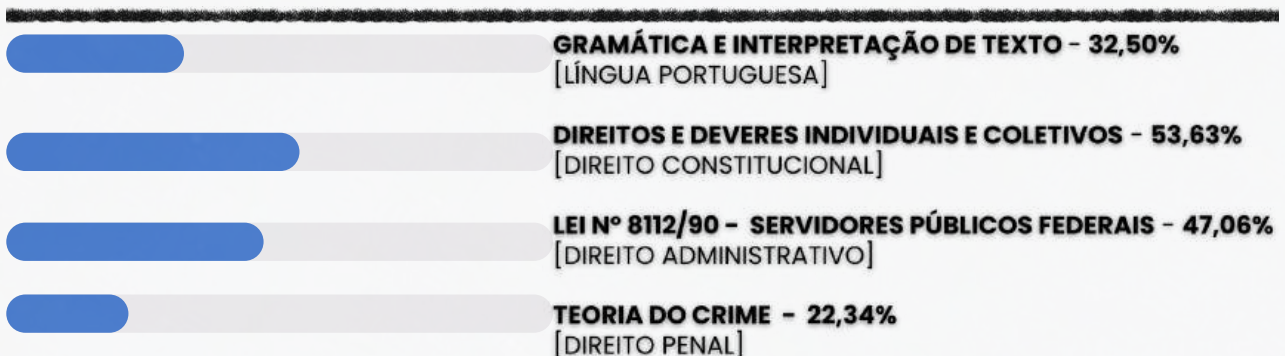 GRAMÁTICA E INTERPRETAÇÃO DE TEXTO - 32,50%
[LÍNGUA PORTUGUESA]
DIREITOS E DEVERES INDIVIDUAIS E COLETIVOS - 53,63%
[DIREITO CONSTITUCIONAL]
LEI Nº 8112/90 - SERVIDORES PÚBLICOS FEDERAIS - 47,06%
[DIREITO ADMINISTRATIVO]
TEORIA DO CRIME - 22,34%
[DIREITO PENAL]